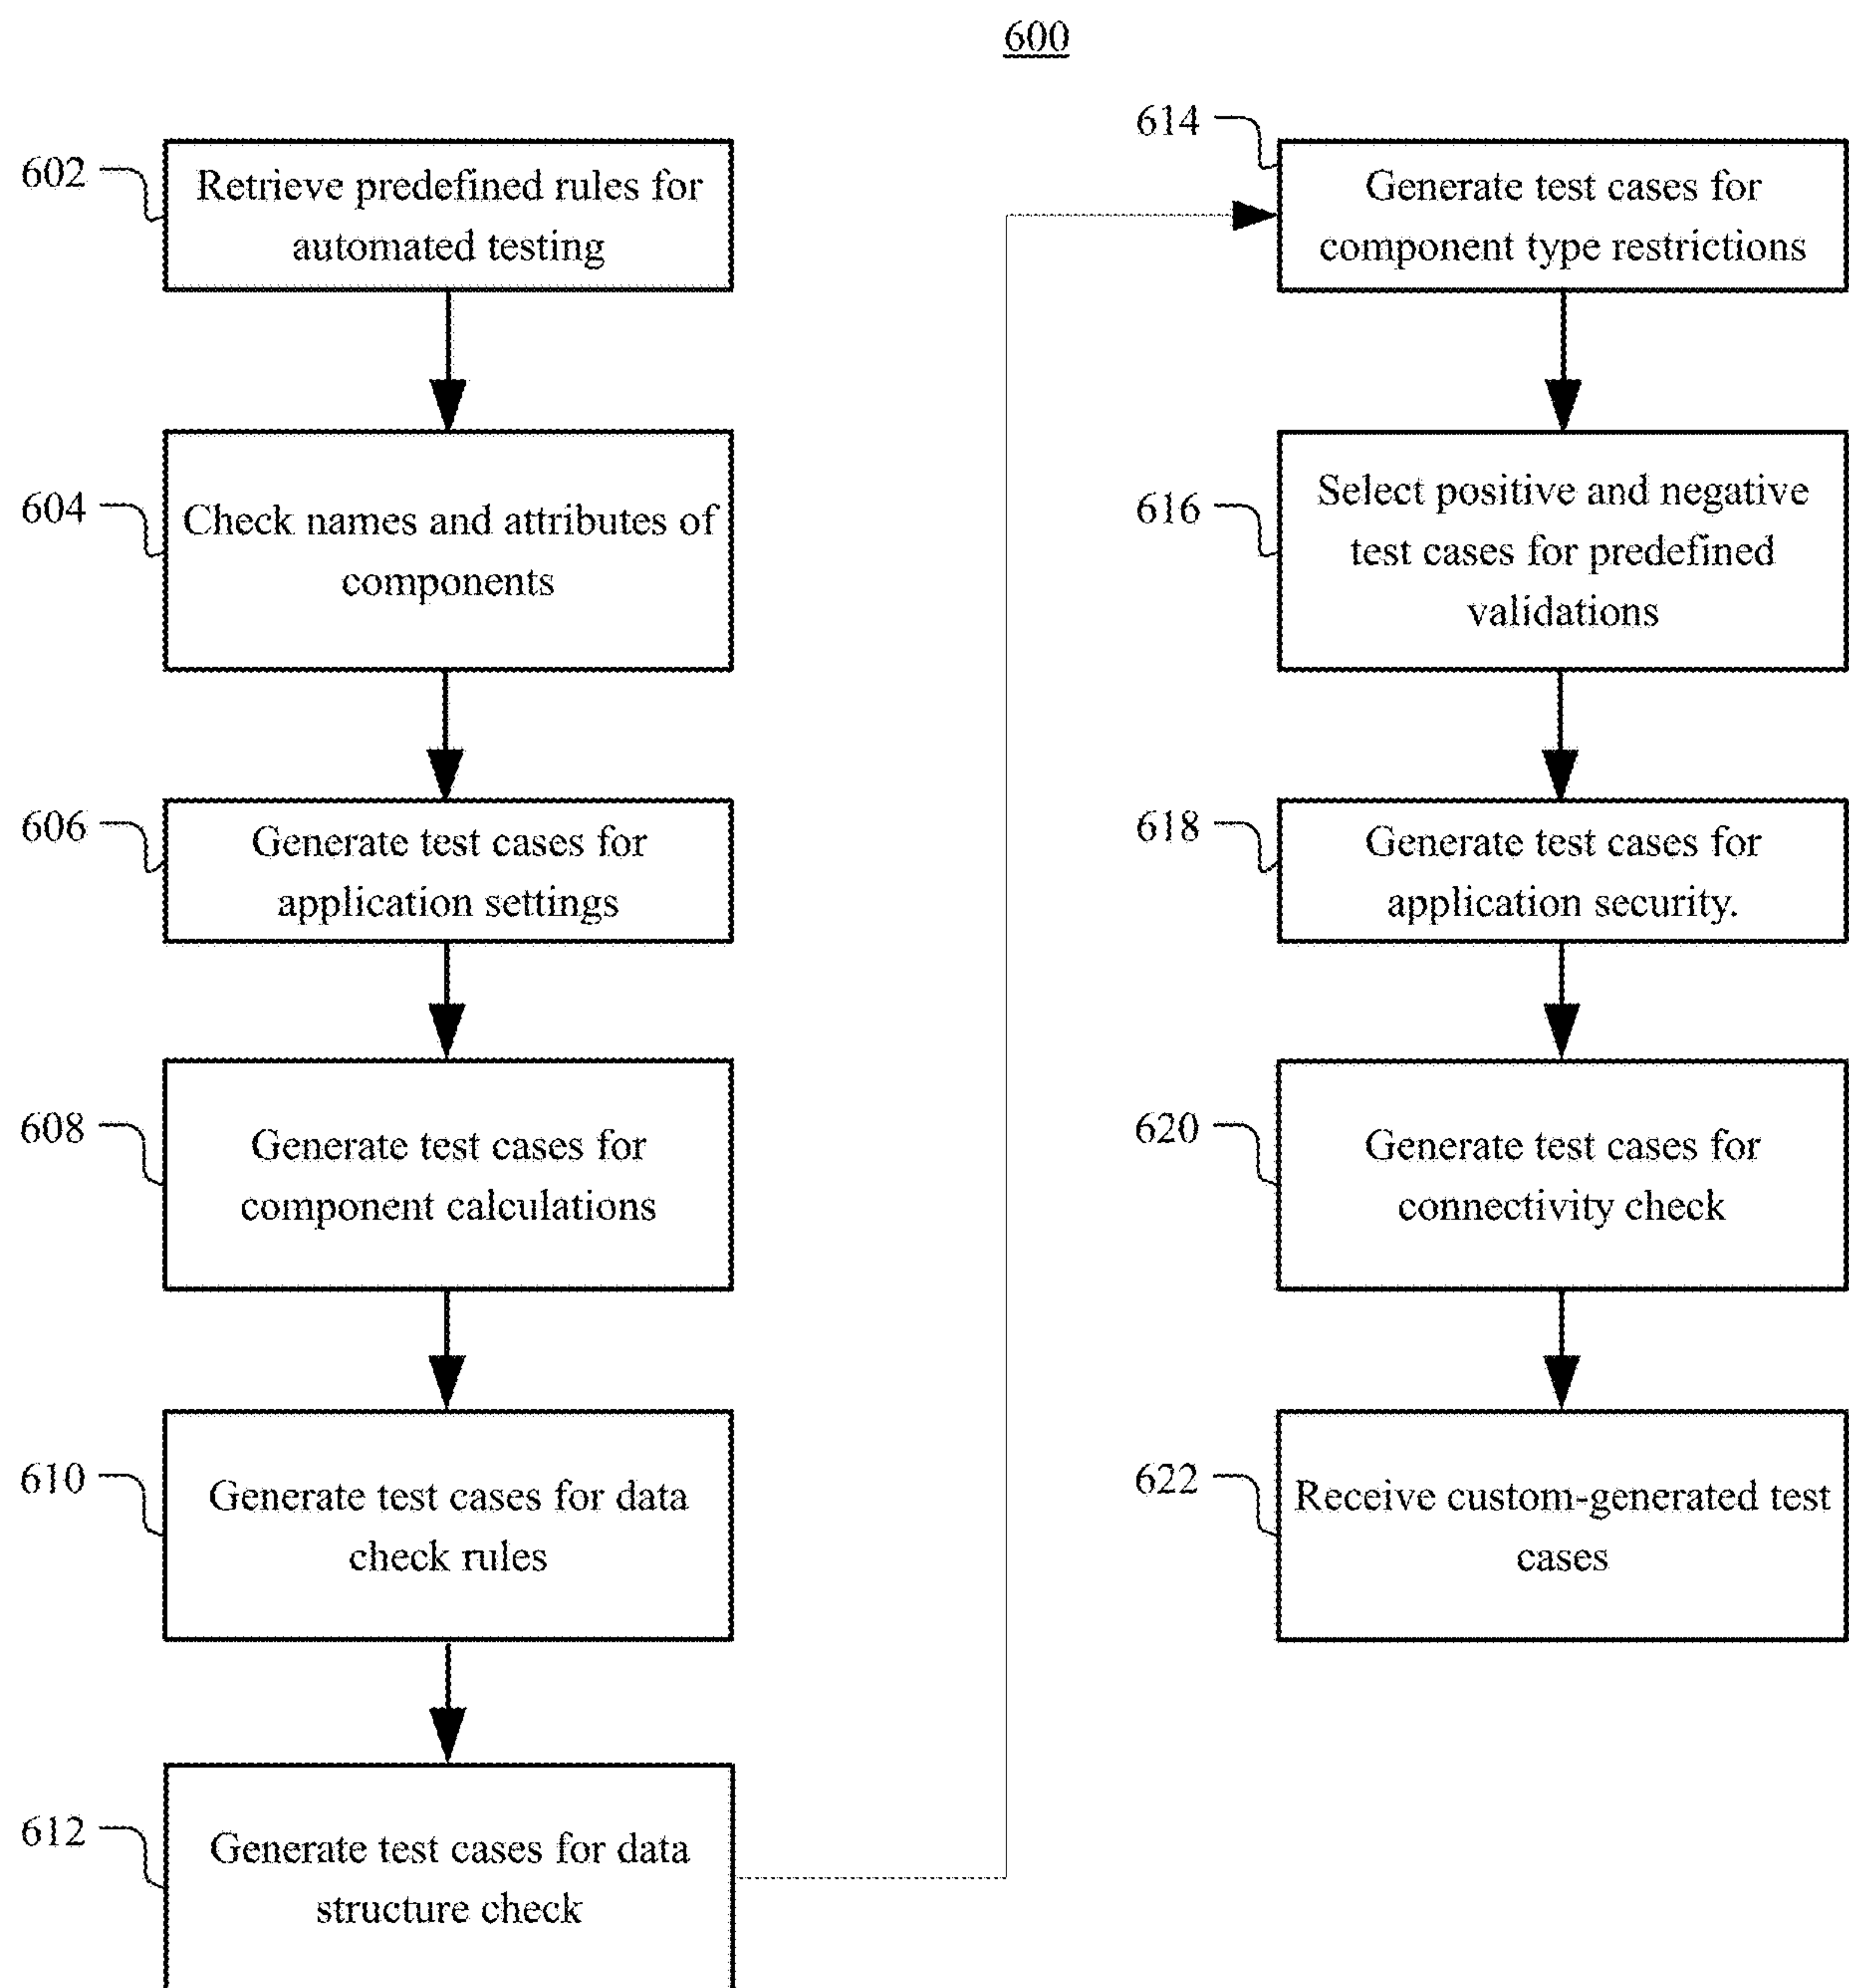 600
602
Retrieve predefined rules for
automated testing
604
Check names and attributes of
components
606
Generate test cases for
application settings
608
Generate test cases for
component calculations
610
Generate test cases for data
check rules
612
Generate test cases for data
structure check
614
Generate test cases for
component type restrictions
616
Select positive and negative
test cases for predefined
validations
618
Generate test cases for
application security.
620
Generate test cases for
connectivity check
622
Receive custom-generated test
cases